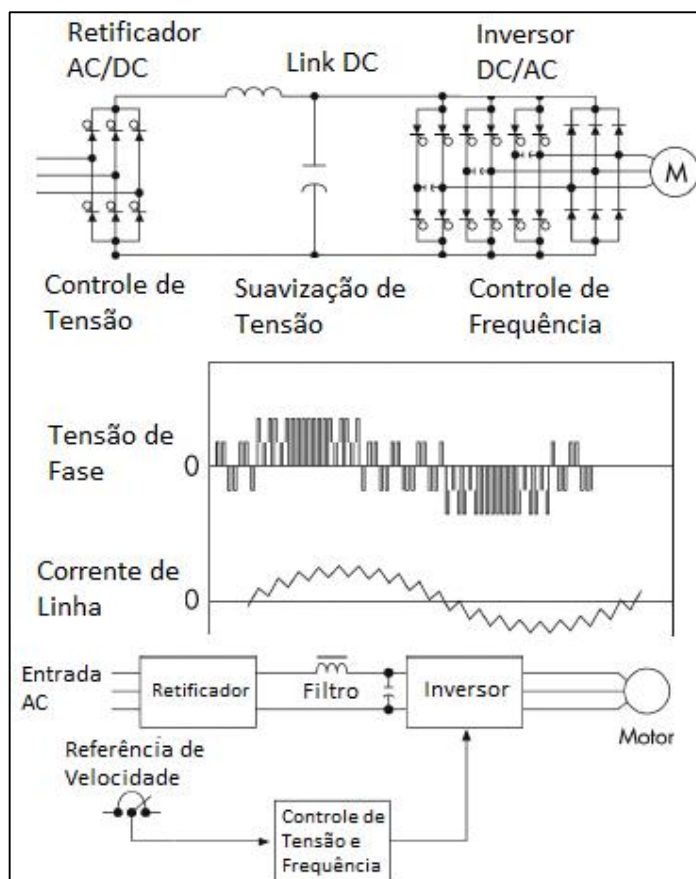 Retificador
AC/DC
Link DC
Inversor
DC/AC
M
Controle de
Tensão
Suavização de
Tensão
Controle de
Frequência
Tensão de
Fase
0
Corrente de
Linha
0
Entrada
AC
Retificador
Filtro
Inversor
Motor
Referência de
Velocidade
Controle de
Tensão e
Frequência